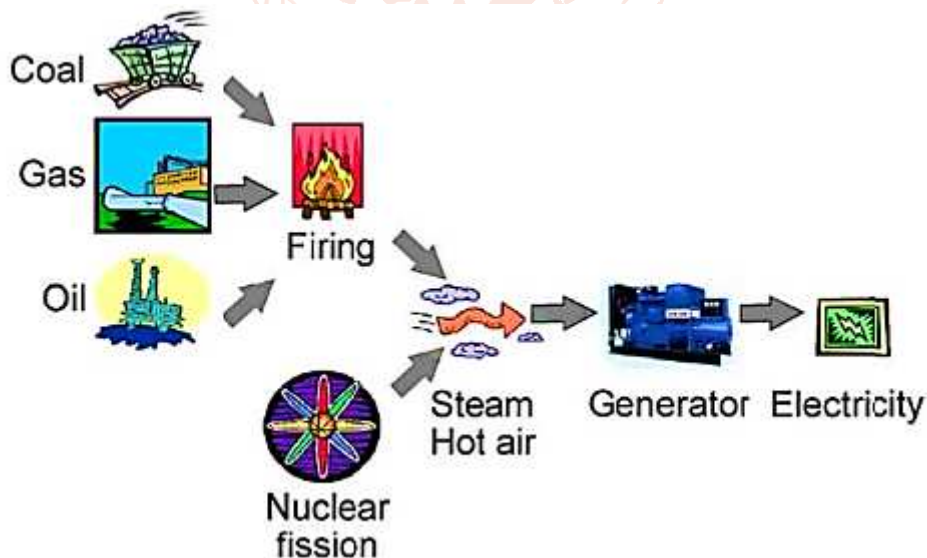 Coal
Gas
Oil
Firing
Nuclear
fission
Steam
Hot air
Generator
Electricity